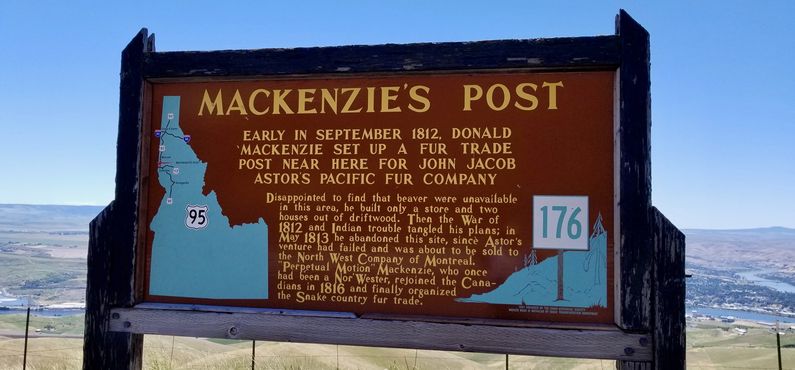 MACKENZIE'S POST
EARLY IN SEPTEMBER 1812, DONALD
MACKENZIE SET UP A FUR TRADE
POST NEAR HERE FOR JOHN JACOB
ASTOR'S PACIFIC FUR COMPANY
Disappointed to find that beaver were unavailable
in this area, he built only a store and two
houses out of driftwood. Then the War of
1812 and Indian trouble tangled his plans; in
May 1813 he abandoned this site, since Astor's
venture had failed and was about to be sold to
the North West Company of Montreal.
"Perpetual Motion" Mackenzie, who once
had been a Nor'Wester, rejoined the Cana-
dians in 1816 and finally organized
the Snake country fur trade.
95
176